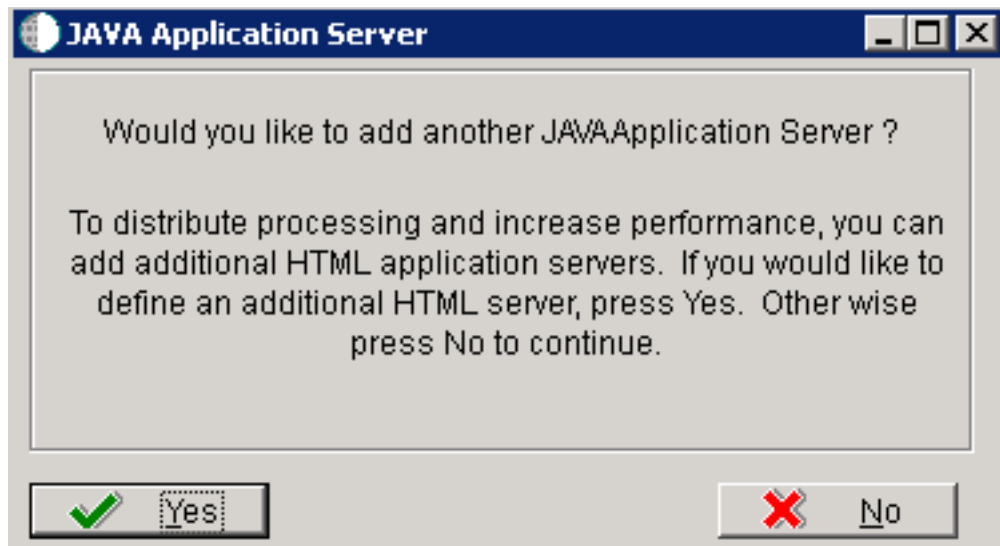 JAVA Application Server
Would you like to add another JAVA Application Server ?
To distribute processing and increase performance, you can
add additional HTML application servers.  If you would like to
define an additional HTML server, press Yes.  Other wise
press No to continue.
Yes
No